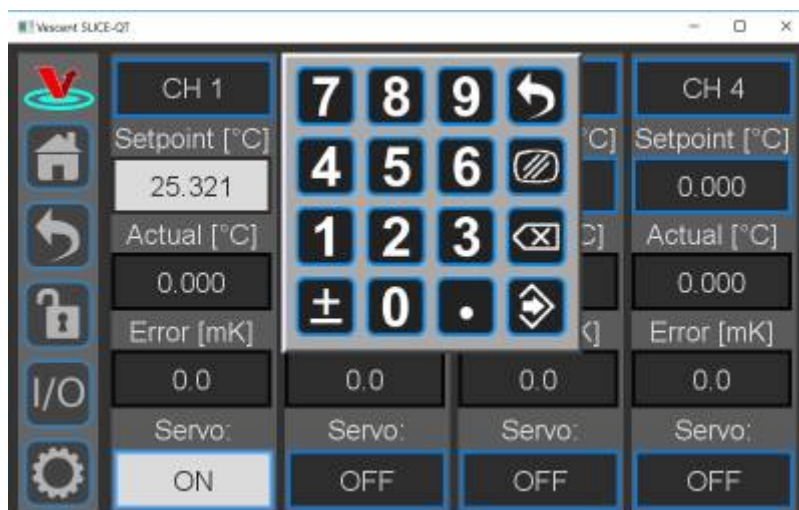 Vescent SLICE-QT
CH 1
CH 4
Setpoint [°C]
°C]
Setpoint [°C]
25.321
0.000
Actual [°C]
C]
Actual [°C]
0.000
0.000
Error [mK]
K]
Error [mK]
0.0
0.0
0.0
0.0
Servo:
Servo:
Servo:
Servo:
ON
OFF
OFF
OFF
I/O
7 8 9
4 5 6
1 2 3
± 0 .